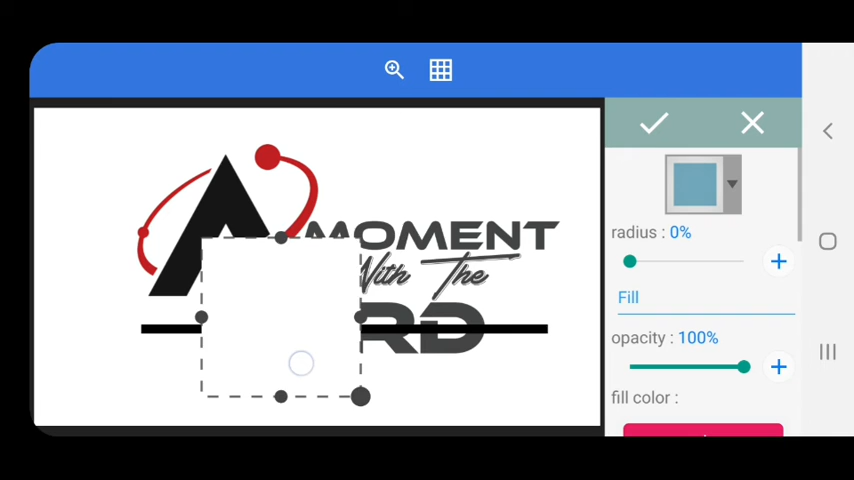 A
MOMENT
With The
RD
radius : 0%
Fill
opacity : 100%
fill color :